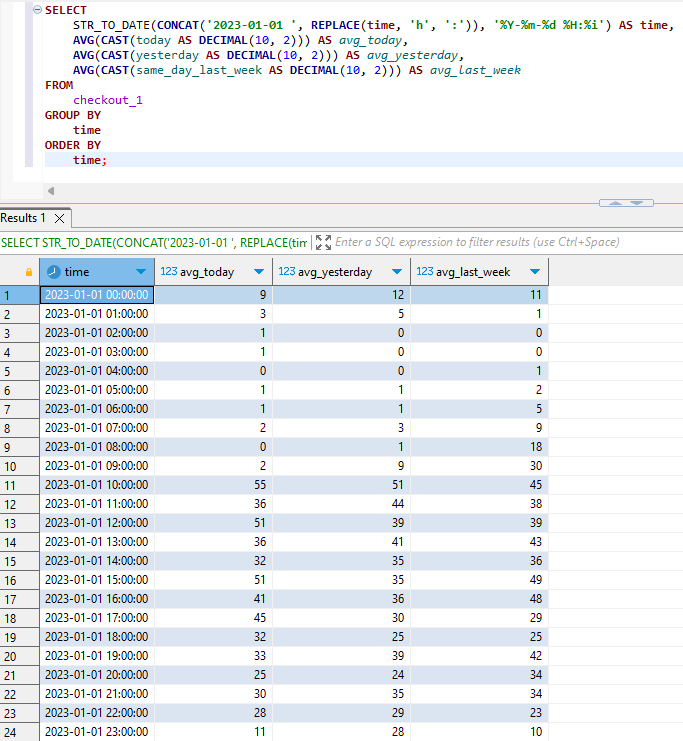 SELECT
STR_TO_DATE(CONCAT('2023-01-01 ', REPLACE(time, 'h', ':')), '%Y-%m-%d %H:%i') AS time,
AVG(CAST(today AS DECIMAL(10, 2))) AS avg_today,
AVG(CAST(yesterday AS DECIMAL(10, 2))) AS avg_yesterday,
AVG(CAST(same_day_last_week AS DECIMAL(10, 2))) AS avg_last_week
FROM
checkout_1
GROUP BY
time
ORDER BY
time;
Results 1
SELECT STR_TO_DATE(CONCAT('2023-01-01 ', REPLACE(tim Enter a SQL expression to filter results (use Ctrl+Space)
time 123 avg_today 123 avg_yesterday 123 avg_last_week
1 2023-01-01 00:00:00 9 12 11
2 2023-01-01 01:00:00 3 5 1
3 2023-01-01 02:00:00 1 0 0
4 2023-01-01 03:00:00 1 0 0
5 2023-01-01 04:00:00 0 0 1
6 2023-01-01 05:00:00 1 1 2
7 2023-01-01 06:00:00 1 1 5
8 2023-01-01 07:00:00 2 3 9
9 2023-01-01 08:00:00 0 1 18
10 2023-01-01 09:00:00 2 9 30
11 2023-01-01 10:00:00 55 51 45
12 2023-01-01 11:00:00 36 44 38
13 2023-01-01 12:00:00 51 39 39
14 2023-01-01 13:00:00 36 41 43
15 2023-01-01 14:00:00 32 35 36
16 2023-01-01 15:00:00 51 35 49
17 2023-01-01 16:00:00 41 36 48
18 2023-01-01 17:00:00 45 30 29
19 2023-01-01 18:00:00 32 25 25
20 2023-01-01 19:00:00 33 39 42
21 2023-01-01 20:00:00 25 24 34
22 2023-01-01 21:00:00 30 35 34
23 2023-01-01 22:00:00 28 29 23
24 2023-01-01 23:00:00 11 28 10